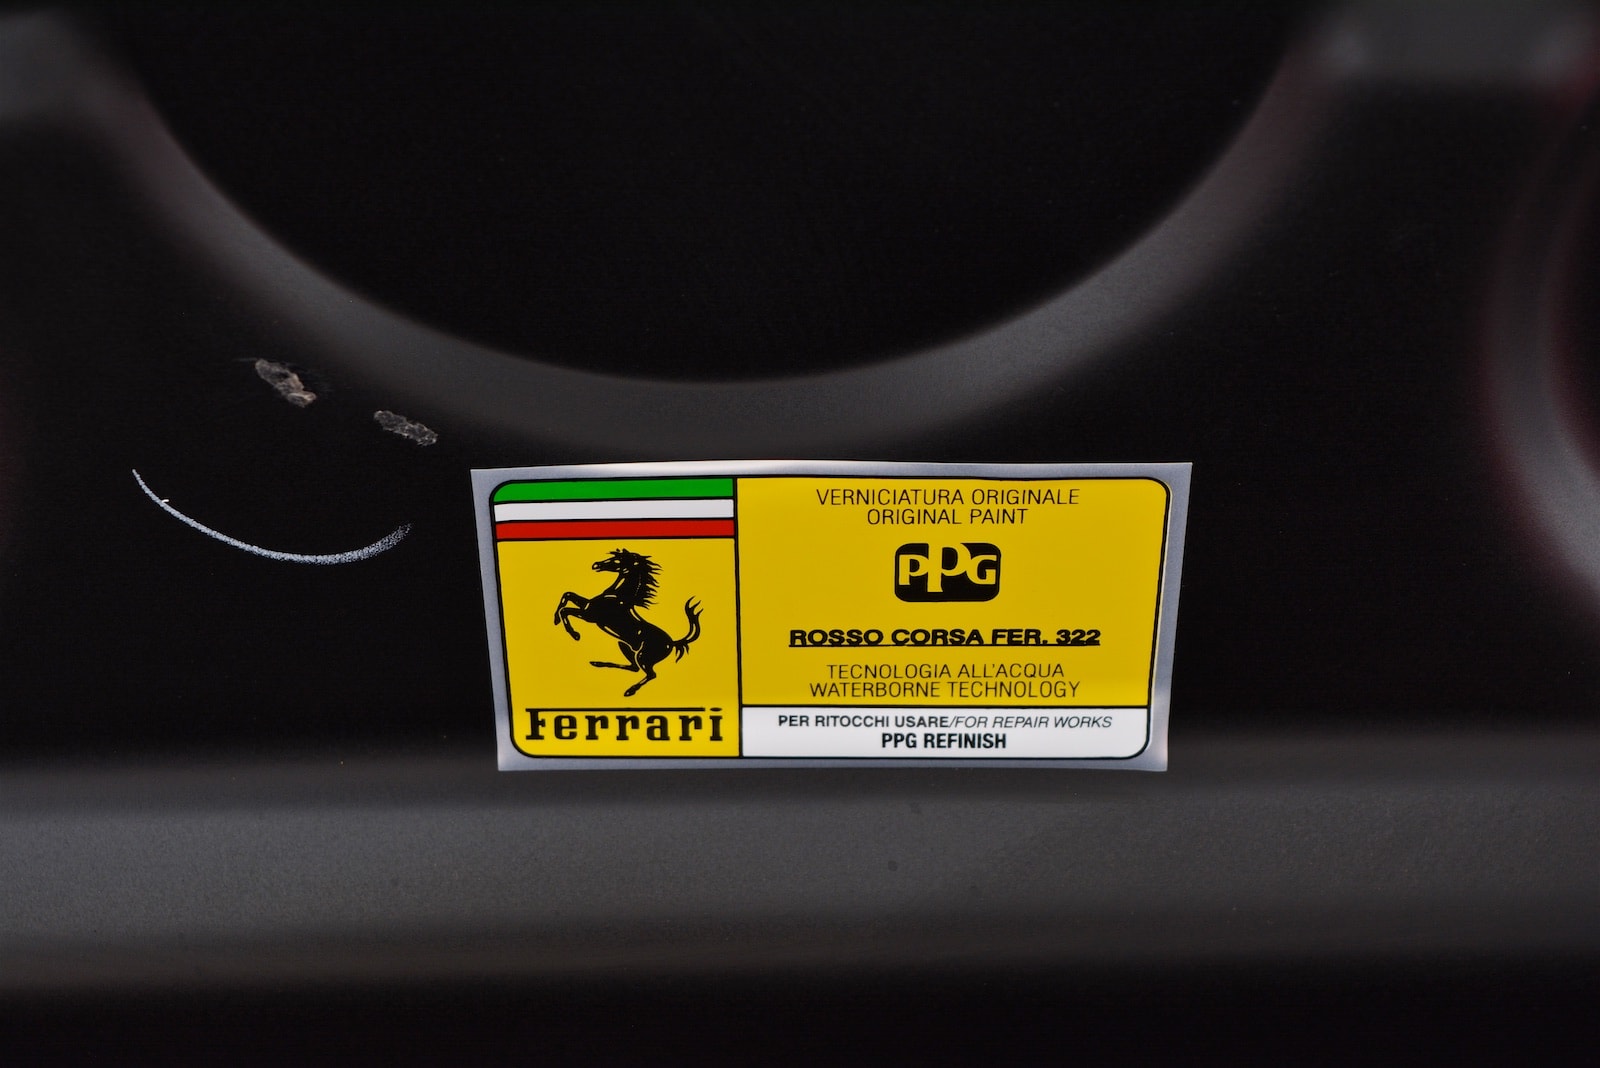 Ferrari
VERNICIATURA ORIGINALE
ORIGINAL PAINT
PPG
ROSSO CORSA FER. 322
TECNOLOGIA ALL'ACQUA
WATERBORNE TECHNOLOGY
PER RITOCCHI USARE/FOR REPAIR WORKS
PPG REFINISH